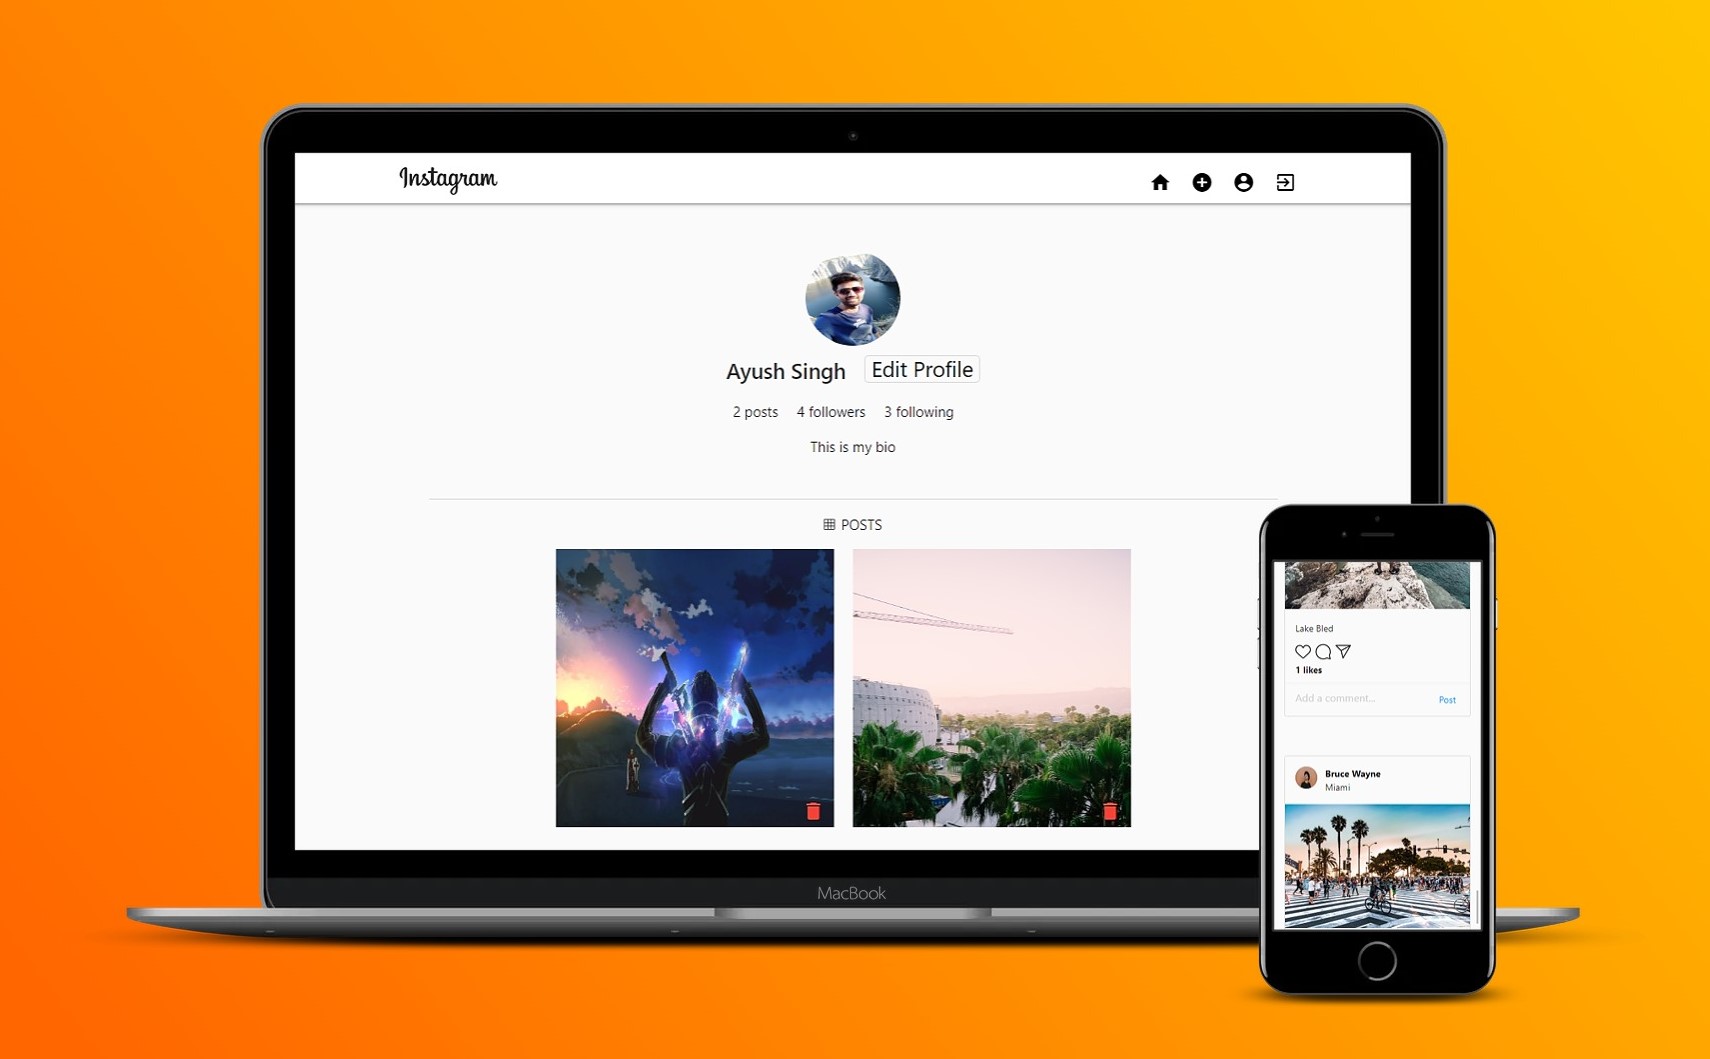 Instagram
Ayush Singh Edit Profile
2 posts 4 followers 3 following
This is my bio
POSTS
MacBook
Lake Bled
1 likes
Add a comment... Post
Bruce Wayne
Miami